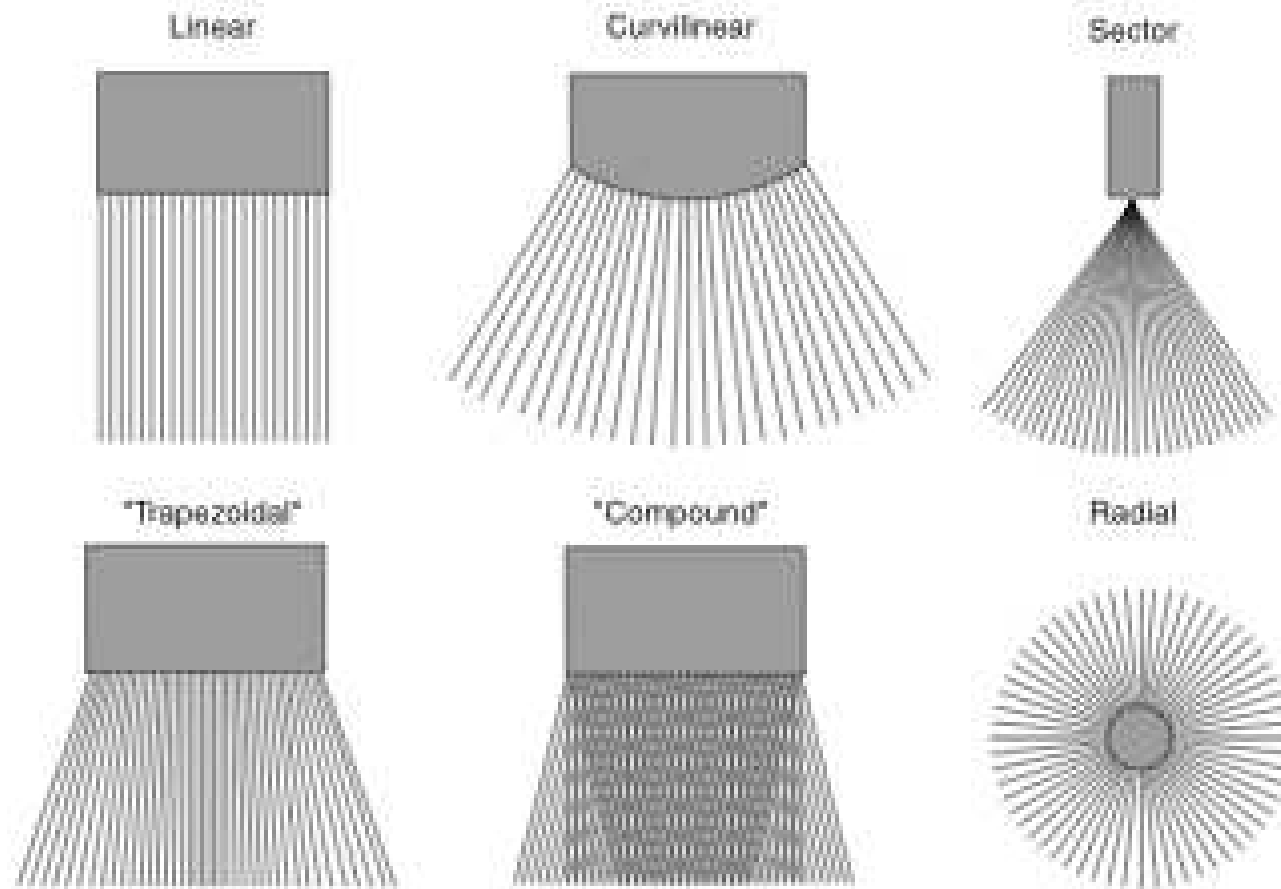 Linear
Curvilinear
Sector
"Trapezoidal"
"Compound"
Radial